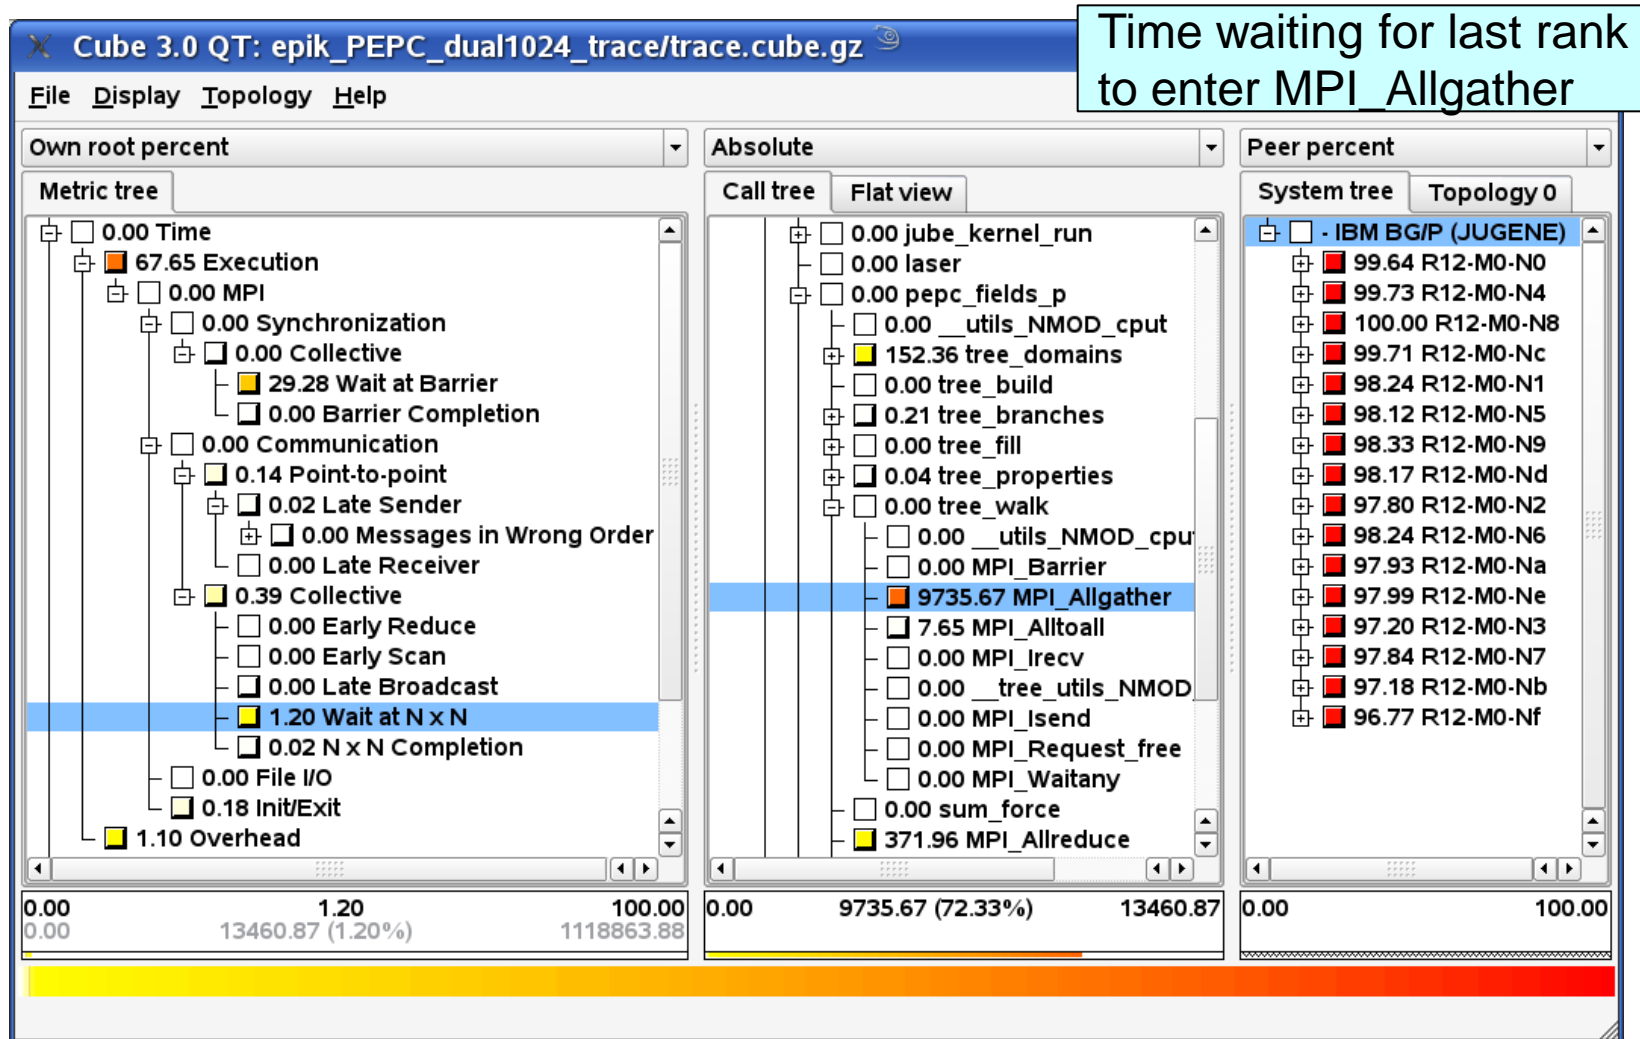 Time waiting for last rank
to enter MPI_Allgather
Cube 3.0 QT: epik_PEPC_dual1024_trace/trace.cube.gz
File Display Topology Help
Own root percent
Metric tree
0.00 Time
67.65 Execution
0.00 MPI
0.00 Synchronization
0.00 Collective
29.28 Wait at Barrier
0.00 Barrier Completion
0.00 Communication
0.14 Point-to-point
0.02 Late Sender
0.00 Messages in Wrong Order
0.00 Late Receiver
0.39 Collective
0.00 Early Reduce
0.00 Early Scan
0.00 Late Broadcast
1.20 Wait at N x N
0.02 N x N Completion
0.00 File I/O
0.18 Init/Exit
1.10 Overhead
0.00 1.20 100.00
0.00 13460.87 (1.20%) 1118863.88
Absolute
Call tree Flat view
0.00 jube_kernel_run
0.00 laser
0.00 pepc_fields_p
0.00 __utils_NMOD_cput
152.36 tree_domains
0.00 tree_build
0.21 tree_branches
0.00 tree_fill
0.04 tree_properties
0.00 tree_walk
0.00 __utils_NMOD_cpu
0.00 MPI_Barrier
9735.67 MPI_Allgather
7.65 MPI_Alltoall
0.00 MPI_Irecv
0.00 __tree_utils_NMOD_
0.00 MPI_Isend
0.00 MPI_Request_free
0.00 MPI_Waitany
0.00 sum_force
371.96 MPI_Allreduce
0.00 9735.67 (72.33%) 13460.87
Peer percent
System tree Topology 0
- IBM BG/P (JUGENE)
99.64 R12-M0-N0
99.73 R12-M0-N4
100.00 R12-M0-N8
99.71 R12-M0-Nc
98.24 R12-M0-N1
98.12 R12-M0-N5
98.33 R12-M0-N9
98.17 R12-M0-Nd
97.80 R12-M0-N2
98.24 R12-M0-N6
97.93 R12-M0-Na
97.99 R12-M0-Ne
97.20 R12-M0-N3
97.84 R12-M0-N7
97.18 R12-M0-Nb
96.77 R12-M0-Nf
0.00 100.00